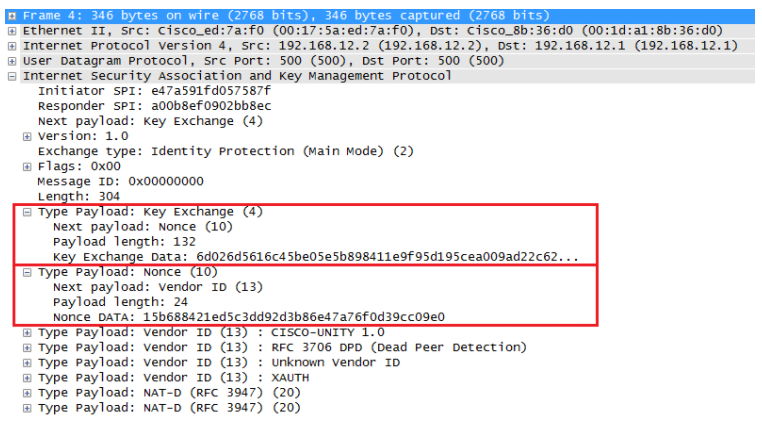 Frame 4: 346 bytes on wire (2768 bits), 346 bytes captured (2768 bits)
Ethernet II, Src: Cisco_ed:7a:f0 (00:17:5a:ed:7a:f0), Dst: Cisco_8b:36:d0 (00:1d:a1:8b:36:d0)
Internet Protocol Version 4, Src: 192.168.12.2 (192.168.12.2), Dst: 192.168.12.1 (192.168.12.1)
User Datagram Protocol, Src Port: 500 (500), Dst Port: 500 (500)
Internet Security Association and Key Management Protocol
Initiator SPI: e47a591fd057587f
Responder SPI: a00b8ef0902bb8ec
Next payload: Key Exchange (4)
Version: 1.0
Exchange type: Identity Protection (Main Mode) (2)
Flags: 0x00
Message ID: 0x00000000
Length: 304
Type Payload: Key Exchange (4)
Next payload: Nonce (10)
Payload length: 132
Key Exchange Data: 6d026d5616c45be05e5b898411e9f95d195cea009ad22c62...
Type Payload: Nonce (10)
Next payload: Vendor ID (13)
Payload length: 24
Nonce DATA: 15b688421ed5c3dd92d3b86e47a76f0d39cc09e0
Type Payload: Vendor ID (13) : CISCO-UNITY 1.0
Type Payload: Vendor ID (13) : RFC 3706 DPD (Dead Peer Detection)
Type Payload: Vendor ID (13) : Unknown Vendor ID
Type Payload: Vendor ID (13) : XAUTH
Type Payload: NAT-D (RFC 3947) (20)
Type Payload: NAT-D (RFC 3947) (20)